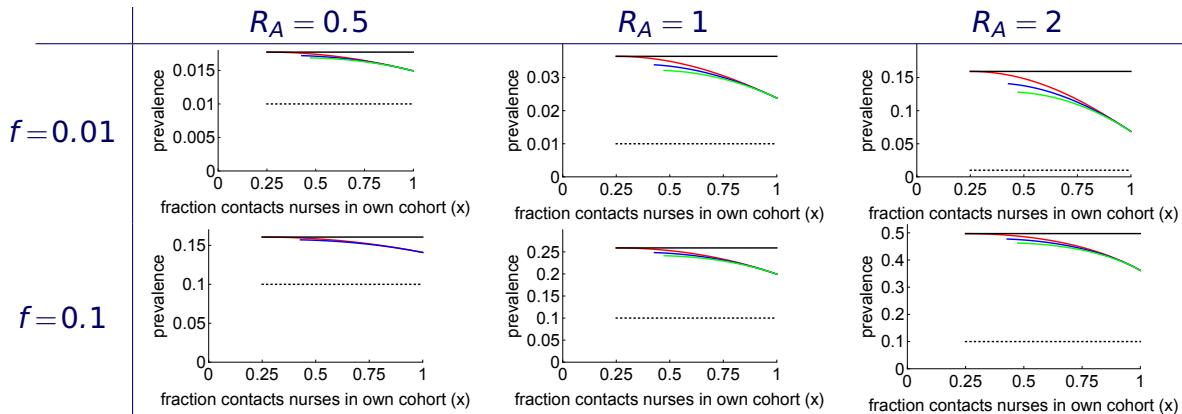 R_A = 0.5
R_A = 1
R_A = 2
f = 0.01
prevalence
0.015
0.01
0.005
0
0 0.25 0.5 0.75 1
fraction contacts nurses in own cohort (x)
prevalence
0.03
0.02
0.01
0
0 0.25 0.5 0.75 1
fraction contacts nurses in own cohort (x)
prevalence
0.15
0.1
0.05
0
0 0.25 0.5 0.75 1
fraction contacts nurses in own cohort (x)
f = 0.1
prevalence
0.15
0.1
0.05
0
0 0.25 0.5 0.75 1
fraction contacts nurses in own cohort (x)
prevalence
0.25
0.2
0.1
0.1
0
0 0.25 0.5 0.75 1
fraction contacts nurses in own cohort (x)
prevalence
0.5
0.4
0.3
0.2
0.1
0
0 0.25 0.5 0.75 1
fraction contacts nurses in own cohort (x)